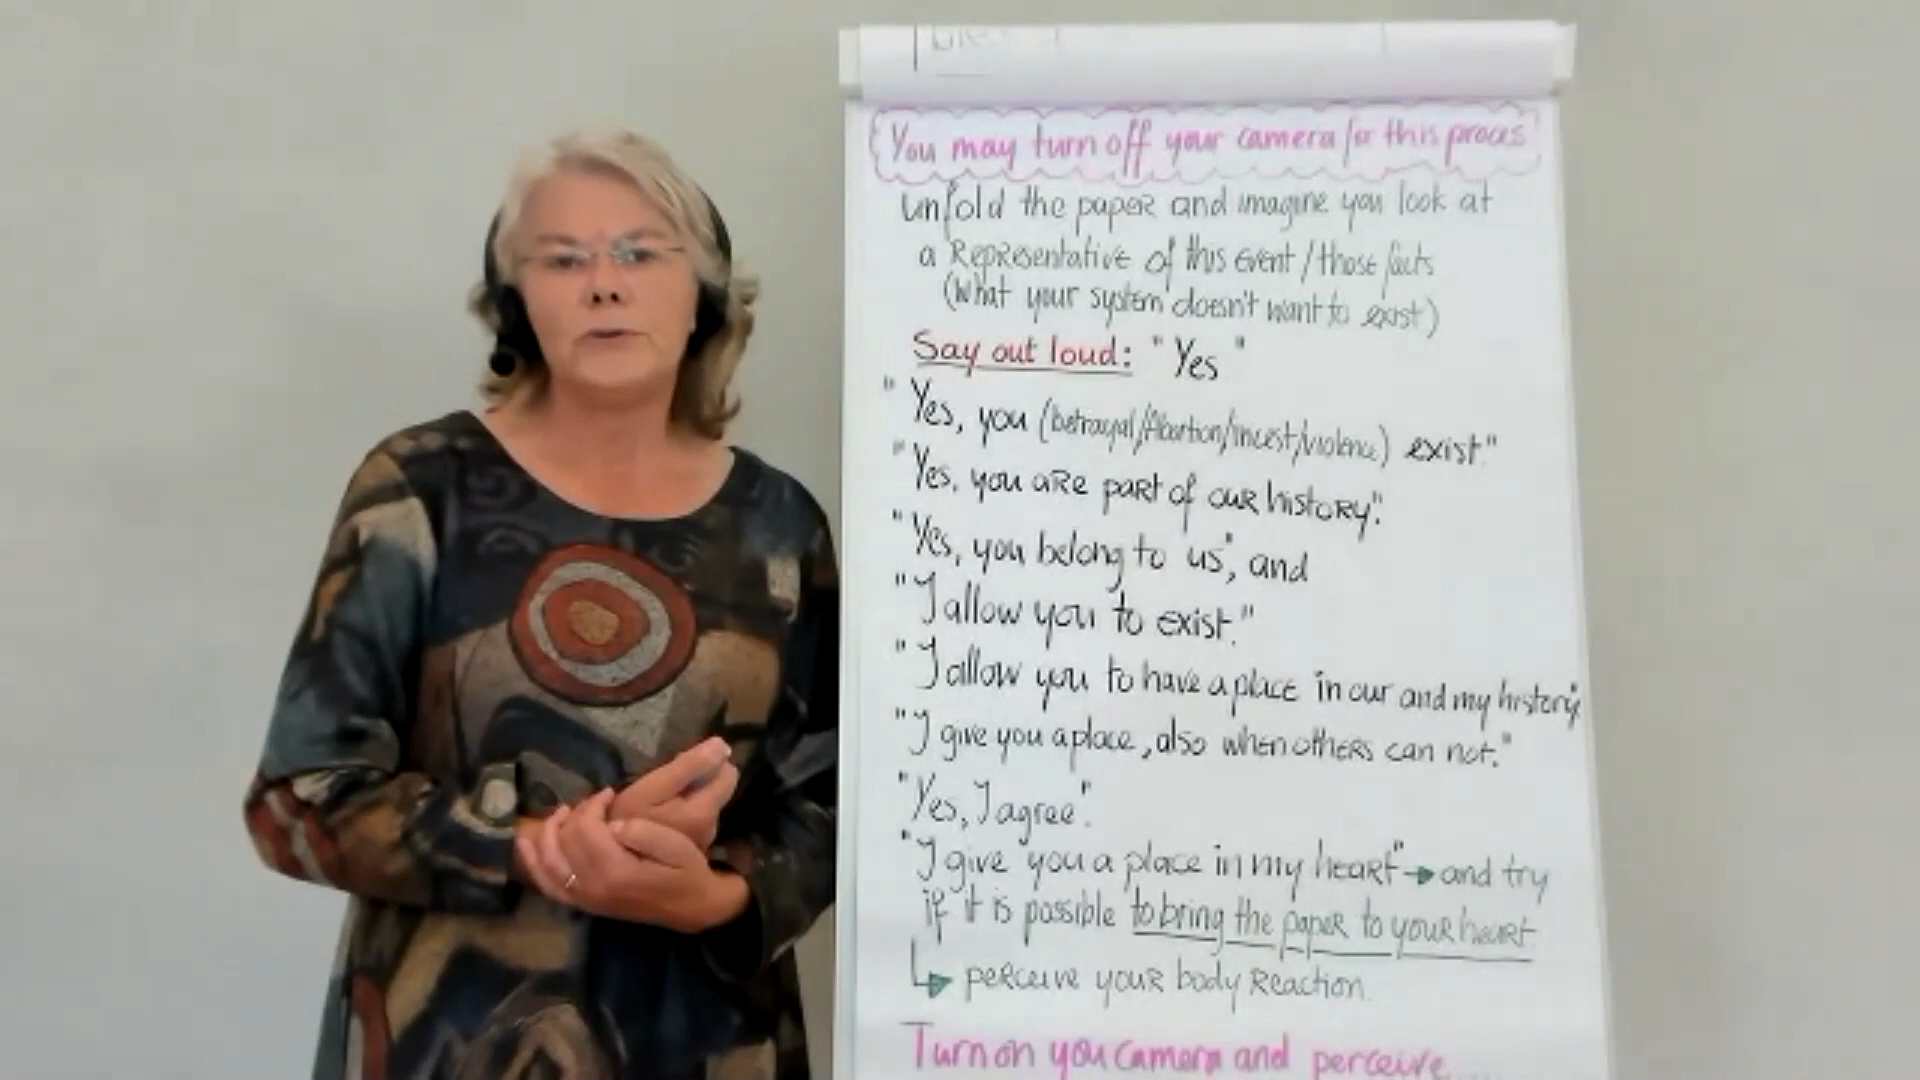 You may turn off your camera for this proces
Unfold the paper and imagine you look at
a Representative of this event / those facts
(What your system doesn't want to exist)
Say out loud: "Yes"
"Yes, you (betrayal/Abortion/incest/violence) exist."
"Yes, you are part of our history".
"Yes, you belong to us", and
"I allow you to exist."
"I allow you to have a place in our and my history"
"I give you a place, also when others can not."
"Yes, I agree".
"I give you a place in my heart" → and try
if it is possible to bring the paper to your heart
↳ perceive your body reaction.
Turn on you camera and perceive....